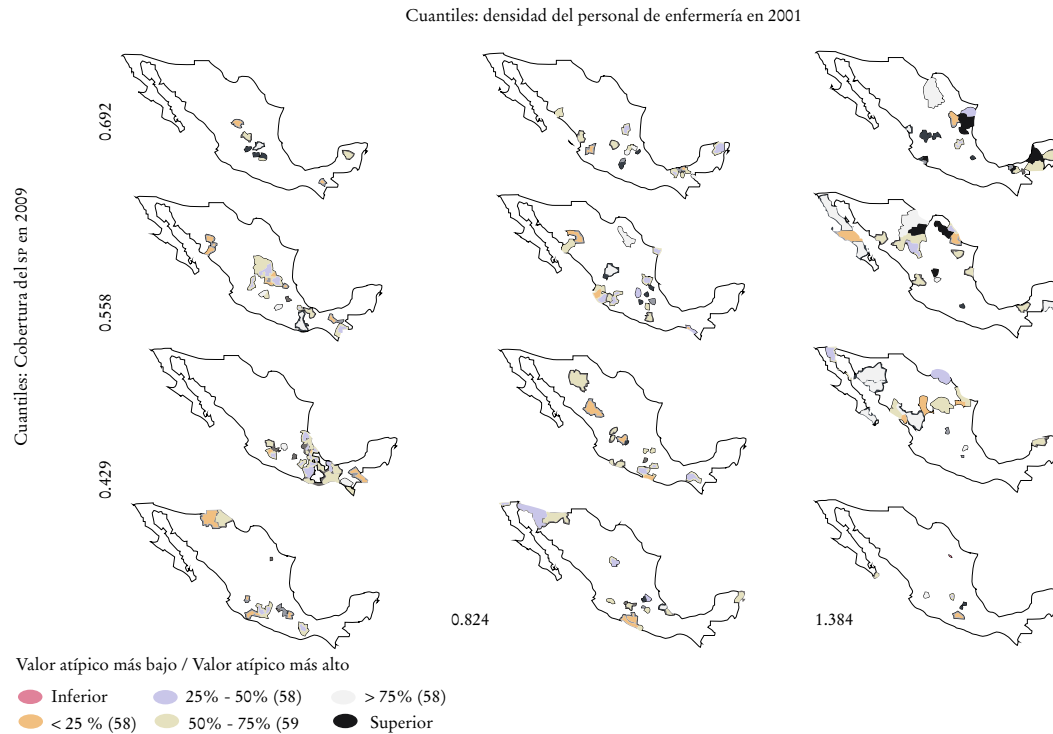 Cuantiles: densidad del personal de enfermería en 2001
Cuantiles: Cobertura del SP en 2009
0.692
0.558
0.429
0.824
1.384
Valor atípico más bajo / Valor atípico más alto
Inferior
25% - 50% (58)
> 75% (58)
< 25 % (58)
50% - 75% (59
Superior